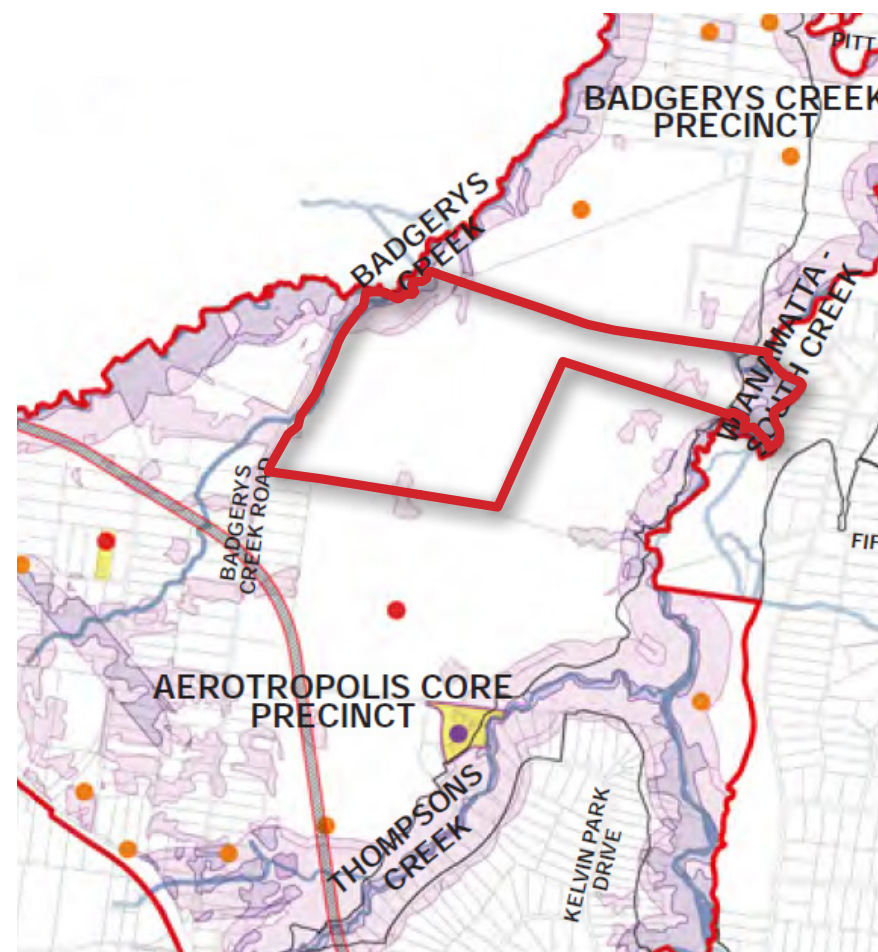 PITT
BADGERYS CREEK
PRECINCT
BADGERYS
CREEK
WIANAMATTA -
SOUTH CREEK
BADGERYS
CREEK ROAD
FIF
AEROTROPOLIS CORE
PRECINCT
THOMPSONS
CREEK
KELVIN PARK
DRIVE